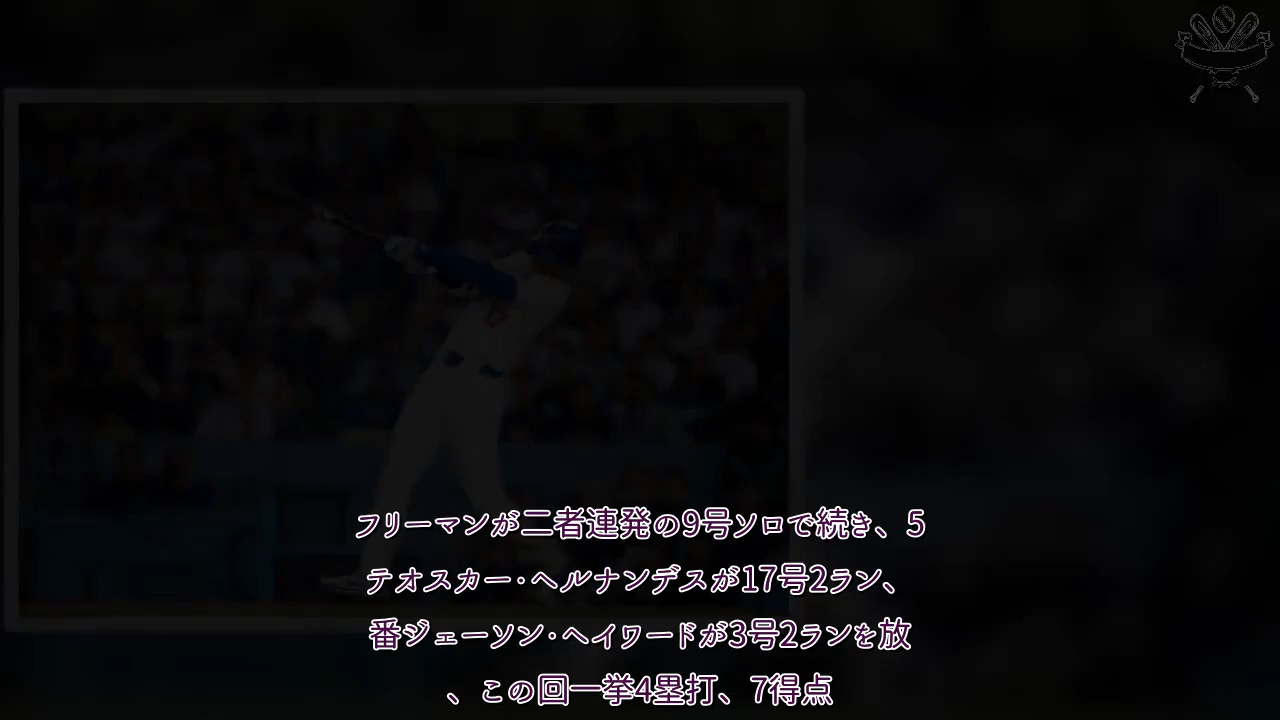 フリーマンが二者連発の9号ソロで続き、5
テオスカー・ヘルナンデスが17号2ラン、
番ジェーソン・ヘイワードが3号2ランを放
、この回一挙4塁打、7得点